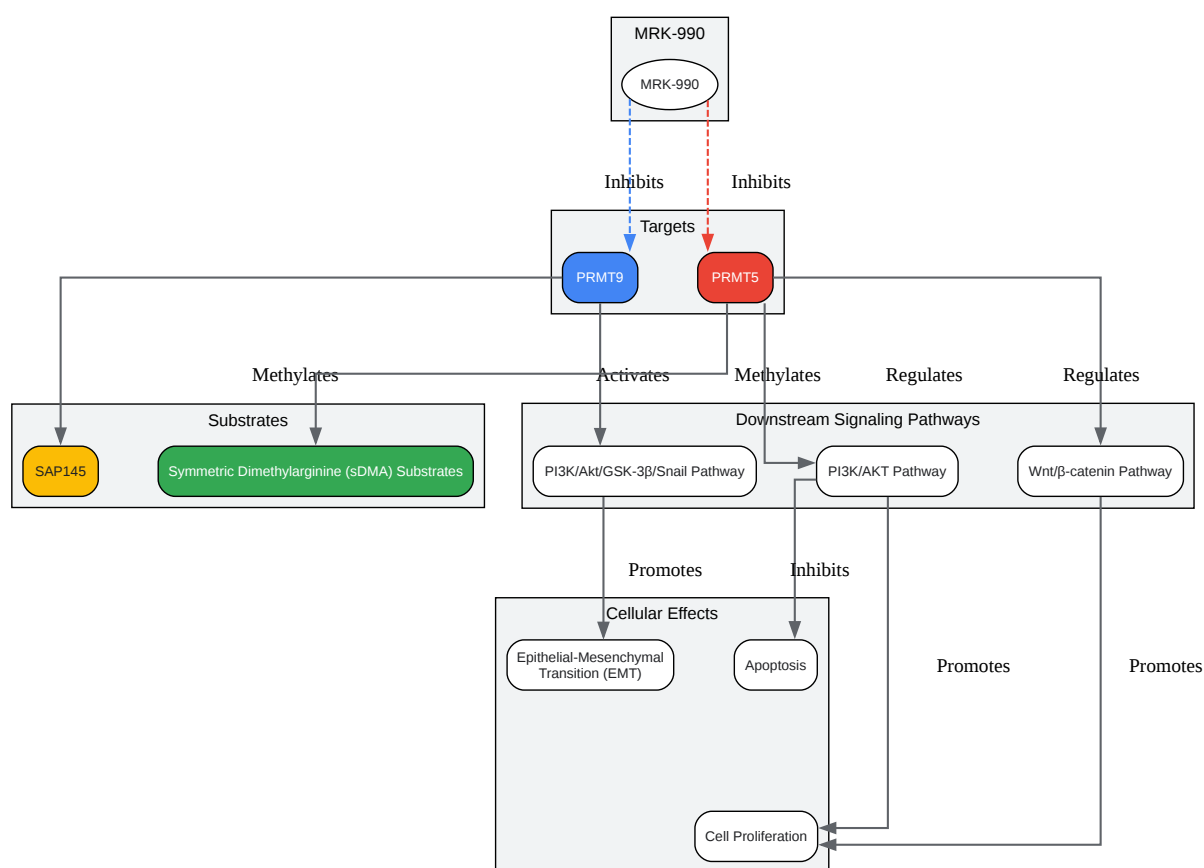 MRK-990
MRK-990
Inhibits
Inhibits
Targets
PRMT9
PRMT5
Methylates
Activates
Methylates
Regulates
Regulates
Substrates
Downstream Signaling Pathways
SAP145
Symmetric Dimethylarginine (sDMA) Substrates
PI3K/Akt/GSK-3β/Snail Pathway
PI3K/AKT Pathway
Wnt/β-catenin Pathway
Promotes
Inhibits
Cellular Effects
Epithelial-Mesenchymal
Transition (EMT)
Apoptosis
Promotes
Promotes
Cell Proliferation